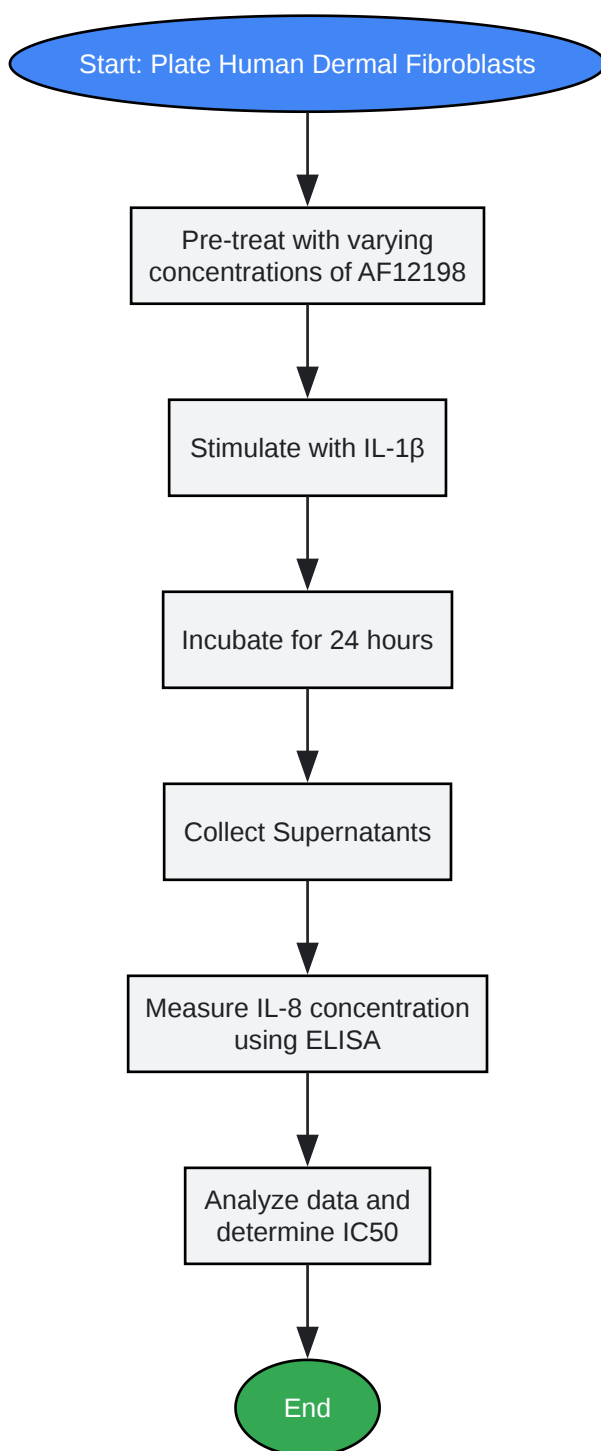 Start: Plate Human Dermal Fibroblasts
Pre-treat with varying
concentrations of AF12198
Stimulate with IL-1β
Incubate for 24 hours
Collect Supernatants
Measure IL-8 concentration
using ELISA
Analyze data and
determine IC50
End